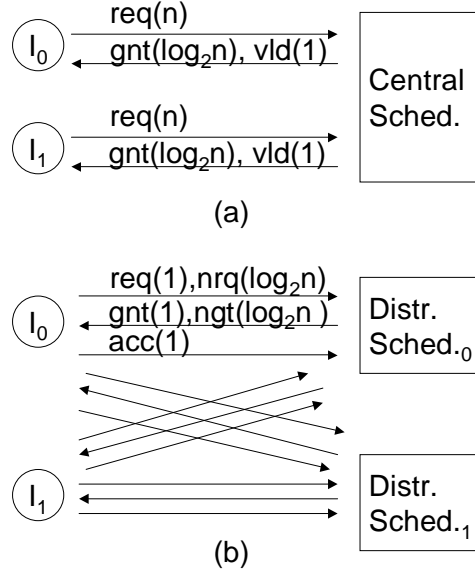 req(n)
I0
gnt(log2n), vld(1)
Central
Sched.
req(n)
I1
gnt(log2n), vld(1)
(a)
req(1),nrq(log2n)
I0
gnt(1),ngt(log2n )
acc(1)
Distr.
Sched.0
I1
Distr.
Sched.1
(b)